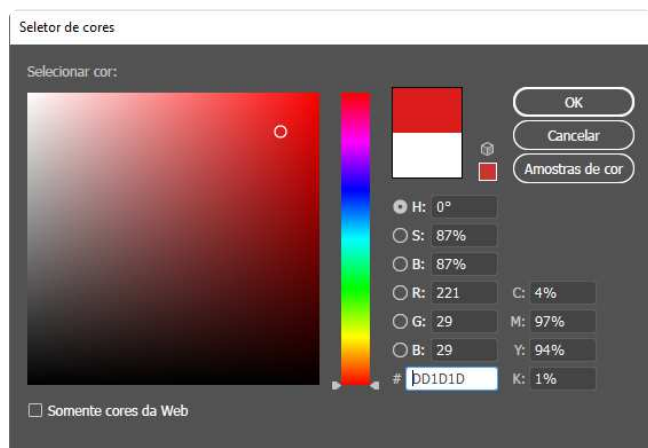 Seletor de cores
Selecionar cor:
OK
Cancelar
Amostras de cor
H: 0°
S: 87%
B: 87%
R: 221 C: 4%
G: 29 M: 97%
B: 29 Y: 94%
# DD1D1D K: 1%
Somente cores da Web